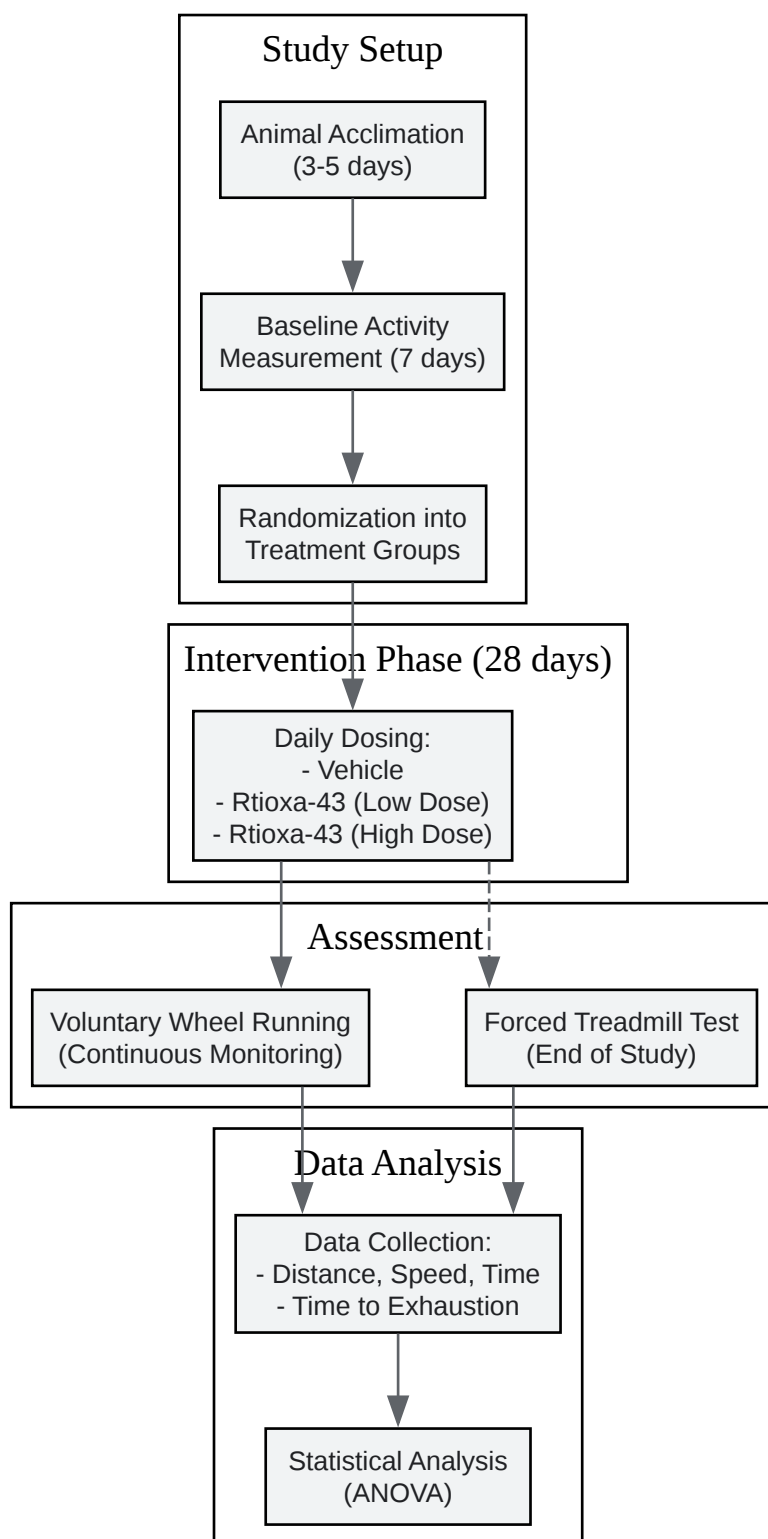 Study Setup
Animal Acclimation
(3-5 days)
Baseline Activity
Measurement (7 days)
Randomization into
Treatment Groups
Intervention Phase (28 days)
Daily Dosing:
- Vehicle
- Rtioxa-43 (Low Dose)
- Rtioxa-43 (High Dose)
Assessment
Voluntary Wheel Running
(Continuous Monitoring)
Forced Treadmill Test
(End of Study)
Data Analysis
Data Collection:
- Distance, Speed, Time
- Time to Exhaustion
Statistical Analysis
(ANOVA)